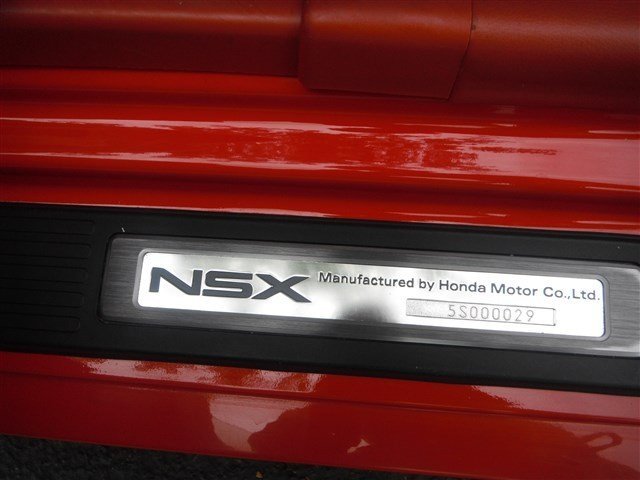 NSX Manufactured by Honda Motor Co.,Ltd.
5S000029